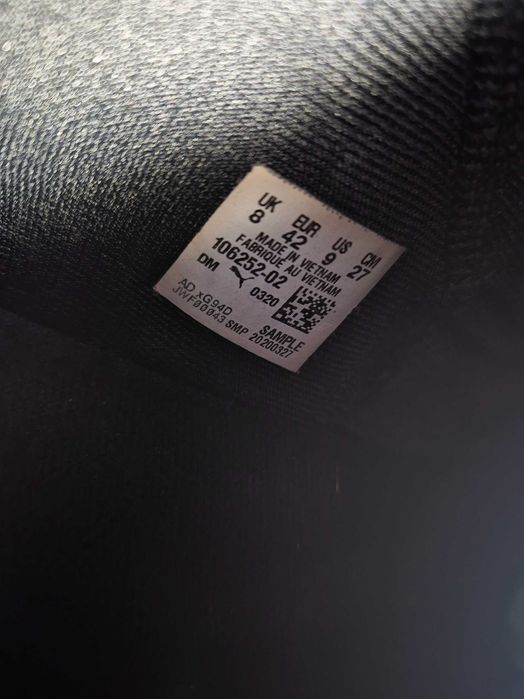 UK EUR US CM
8 42 9 27
MADE IN VIETNAM
FABRIQUE AU VIETNAM
106252-02
DM 0320
AD xG94D SAMPLE
JWF00043 SMP 20200327